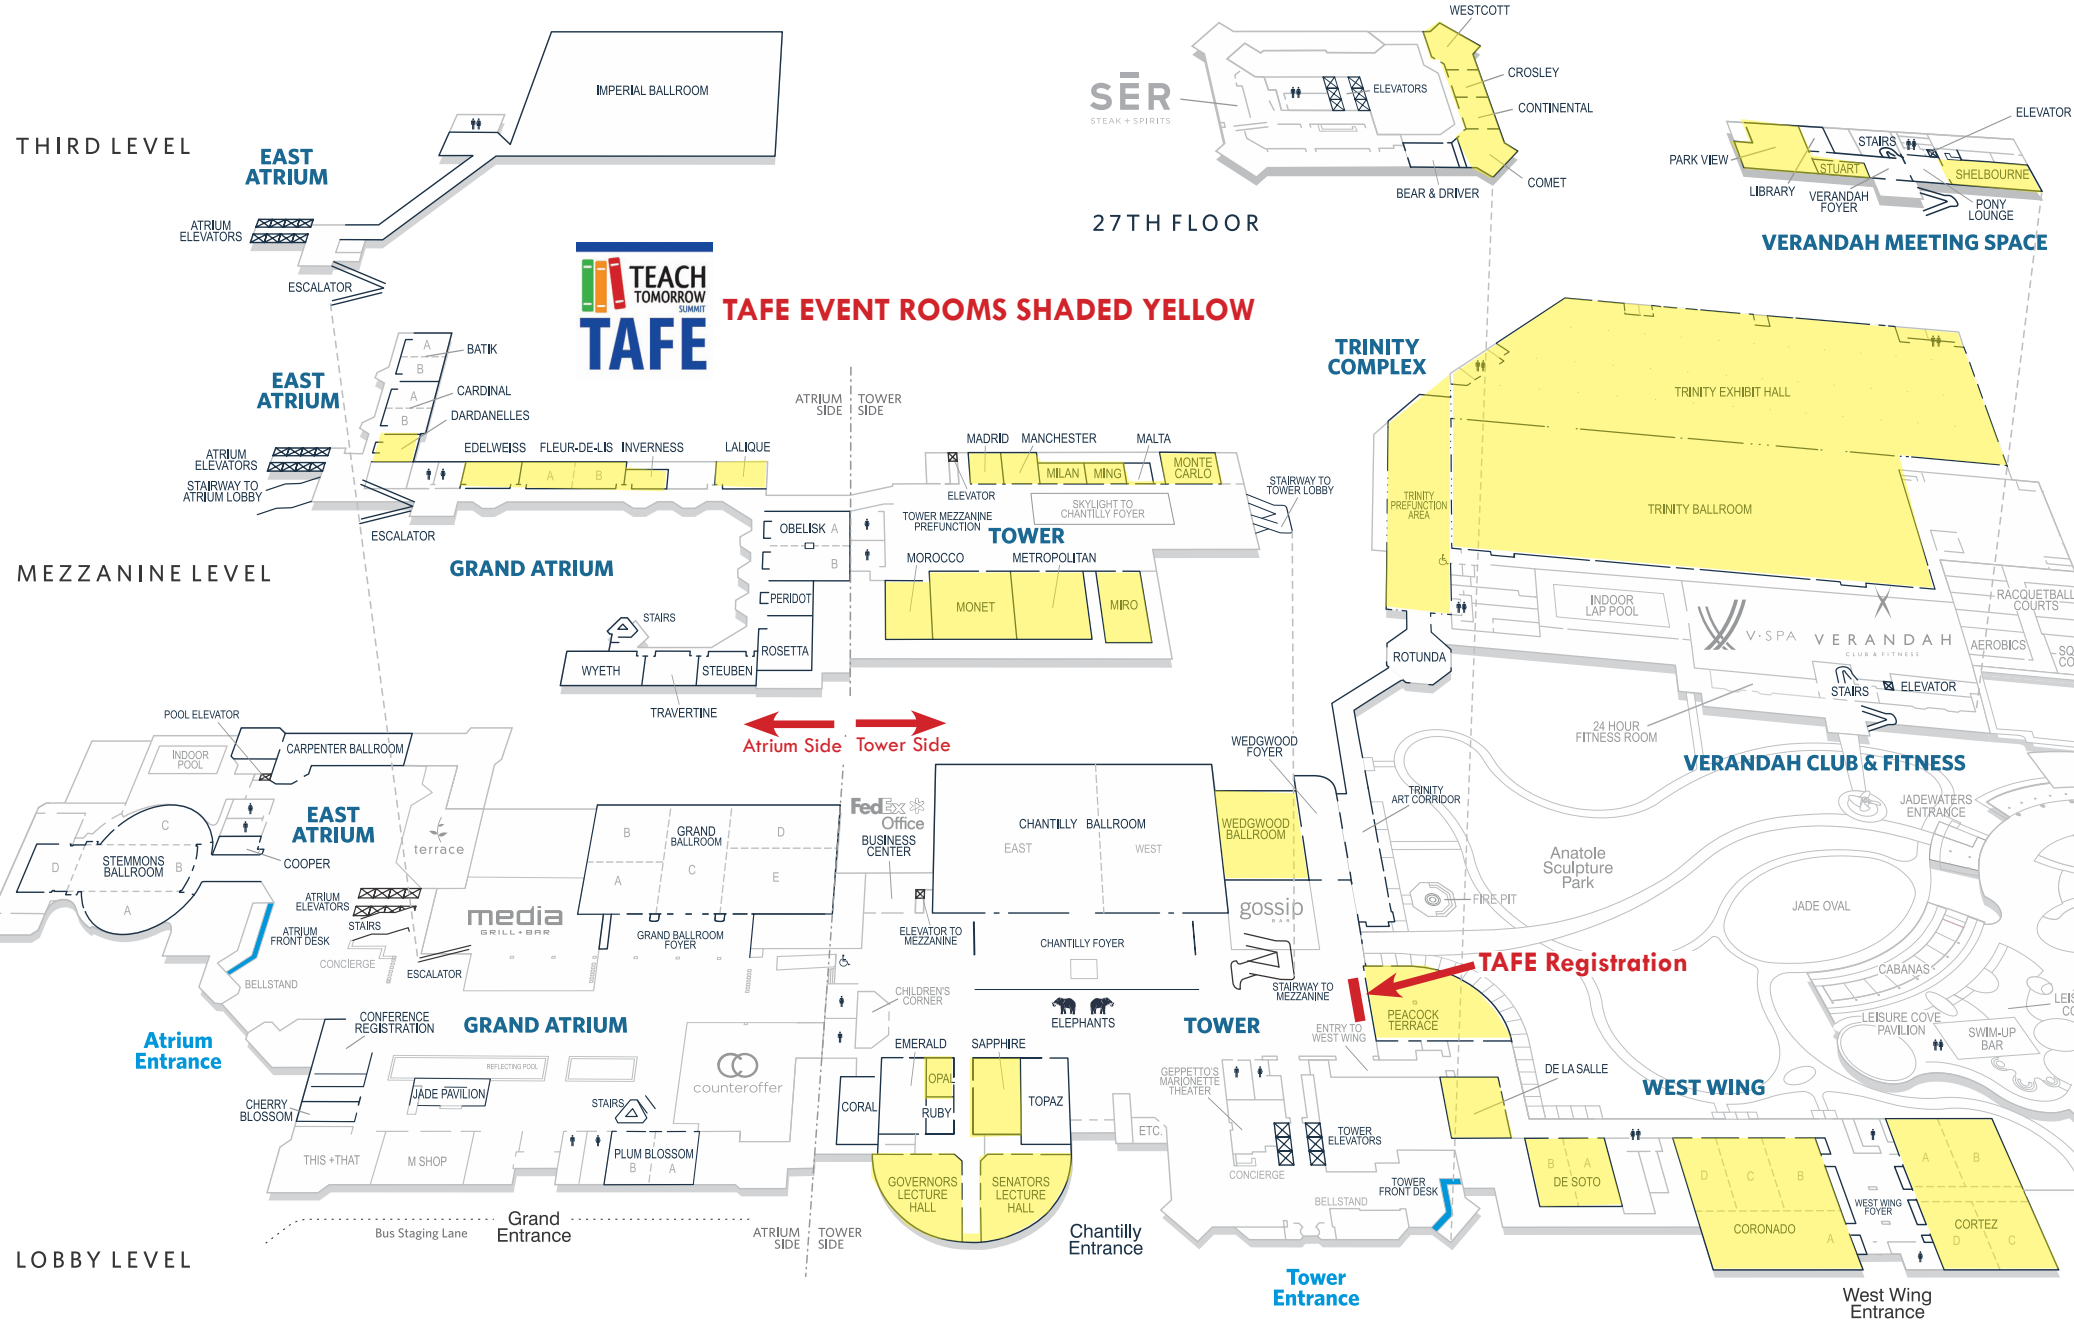 WESTCOTT
CROSLEY
CONTINENTAL
COMET
BEAR & DRIVER
ELEVATORS
SĒR
STEAK + SPIRITS
27TH FLOOR
IMPERIAL BALLROOM
THIRD LEVEL
EAST
ATRIUM
ATRIUM
ELEVATORS
ESCALATOR
ELEVATOR
STAIRS
PARK VIEW
STUART
SHELBOURNE
LIBRARY
VERANDAH
FOYER
PONY
LOUNGE
VERANDAH MEETING SPACE
TEACH
TOMORROW
SUMMIT
TAFE
TAFE EVENT ROOMS SHADED YELLOW
BATIK
A
B
CARDINAL
A
B
DARDANELLES
EAST
ATRIUM
EDELWEISS
FLEUR-DE-LIS
A
B
INVERNESS
LALIQUE
ATRIUM
ELEVATORS
STAIRWAY TO
ATRIUM LOBBY
ESCALATOR
ATRIUM
SIDE
TOWER
SIDE
MADRID
MANCHESTER
MALTA
MILAN
MING
MONTE
CARLO
ELEVATOR
SKYLIGHT TO
CHANTILLY FOYER
TOWER MEZZANINE
PREFUNCTION
TOWER
STAIRWAY TO
TOWER LOBBY
OBELISK
A
B
MOROCCO
METROPOLITAN
MONET
MIRO
MEZZANINE LEVEL
GRAND ATRIUM
PERIDOT
STAIRS
ROSETTA
WYETH
STEUBEN
TRAVERTINE
Atrium Side
Tower Side
TRINITY
COMPLEX
TRINITY EXHIBIT HALL
TRINITY
PREFUNCTION
AREA
TRINITY BALLROOM
INDOOR
LAP POOL
V·SPA
VERANDAH
CLUB & FITNESS
RACQUETBALL
COURTS
AEROBICS
SQ
CO
ROTUNDA
STAIRS
ELEVATOR
24 HOUR
FITNESS ROOM
VERANDAH CLUB & FITNESS
POOL ELEVATOR
INDOOR
POOL
CARPENTER BALLROOM
EAST
ATRIUM
STEMMONS
BALLROOM
A
B
C
D
COOPER
terrace
ATRIUM
ELEVATORS
STAIRS
ATRIUM
FRONT DESK
CONCIERGE
BELLSTAND
ESCALATOR
media
GRILL + BAR
GRAND
BALLROOM
A
B
C
D
E
GRAND BALLROOM
FOYER
FedEx
Office
BUSINESS
CENTER
CHANTILLY BALLROOM
EAST
WEST
WEDGWOOD
FOYER
WEDGWOOD
BALLROOM
TRINITY
ART CORRIDOR
gossip
BAR
ELEVATOR TO
MEZZANINE
CHANTILLY FOYER
STAIRWAY TO
MEZZANINE
ELEPHANTS
CHILDREN'S
CORNER
Anatole
Sculpture
Park
FIRE PIT
JADEWATERS
ENTRANCE
JADE OVAL
CABANAS
LEISURE COVE
PAVILION
SWIM-UP
BAR
LEIS
CO
TAFE Registration
PEACOCK
TERRACE
ENTRY TO
WEST WING
TOWER
Atrium
Entrance
CONFERENCE
REGISTRATION
GRAND ATRIUM
REFLECTING POOL
JADE PAVILION
CHERRY
BLOSSOM
STAIRS
counteroffer
THIS +THAT
M SHOP
PLUM BLOSSOM
B
A
EMERALD
SAPPHIRE
OPAL
RUBY
CORAL
TOPAZ
GOVERNORS
LECTURE
HALL
SENATORS
LECTURE
HALL
ETC.
GEPPETTO'S
MARIONETTE
THEATER
TOWER
ELEVATORS
CONCIERGE
BELLSTAND
TOWER
FRONT DESK
DE LA SALLE
WEST WING
B
A
DE SOTO
D
C
B
A
CORONADO
WEST WING
FOYER
A
B
CORTEZ
D
C
Grand
Entrance
Bus Staging Lane
ATRIUM
SIDE
TOWER
SIDE
Chantilly
Entrance
Tower
Entrance
West Wing
Entrance
LOBBY LEVEL